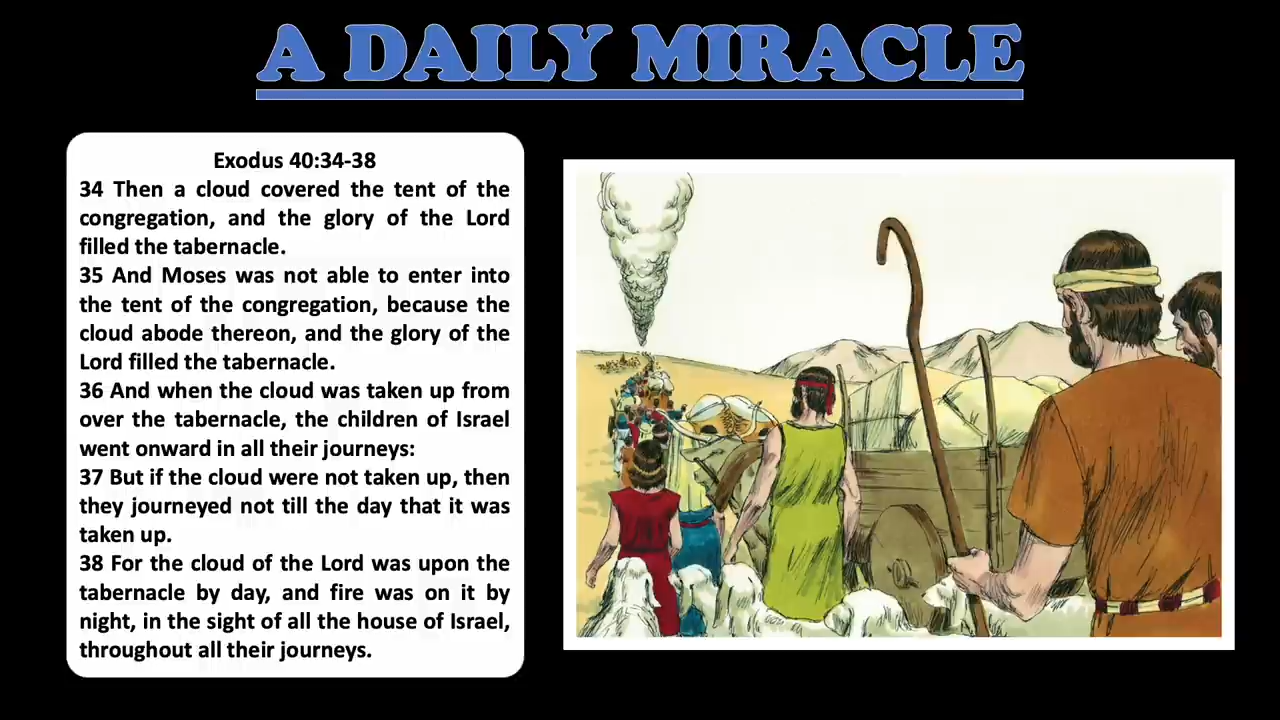 A DAILY MIRACLE
Exodus 40:34-38
34 Then a cloud covered the tent of the
congregation, and the glory of the Lord
filled the tabernacle.
35 And Moses was not able to enter into
the tent of the congregation, because the
cloud abode thereon, and the glory of the
Lord filled the tabernacle.
36 And when the cloud was taken up from
over the tabernacle, the children of Israel
went onward in all their journeys:
37 But if the cloud were not taken up, then
they journeyed not till the day that it was
taken up.
38 For the cloud of the Lord was upon the
tabernacle by day, and fire was on it by
night, in the sight of all the house of Israel,
throughout all their journeys.